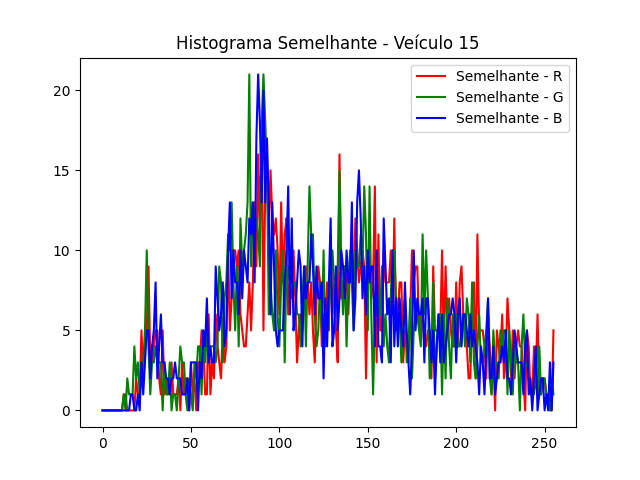 Histograma Semelhante - Veículo 15
Semelhante - R
Semelhante - G
Semelhante - B
20
15
10
5
0
0 50 100 150 200 250